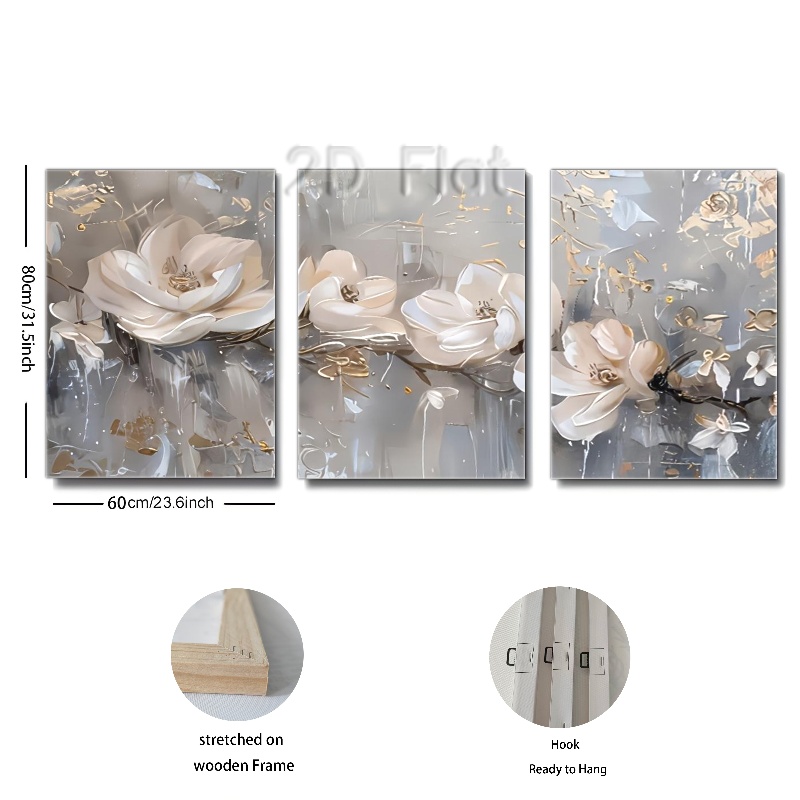 2D Flat
80cm/31.5inch
60cm/23.6inch
stretched on
wooden Frame
Hook
Ready to Hang